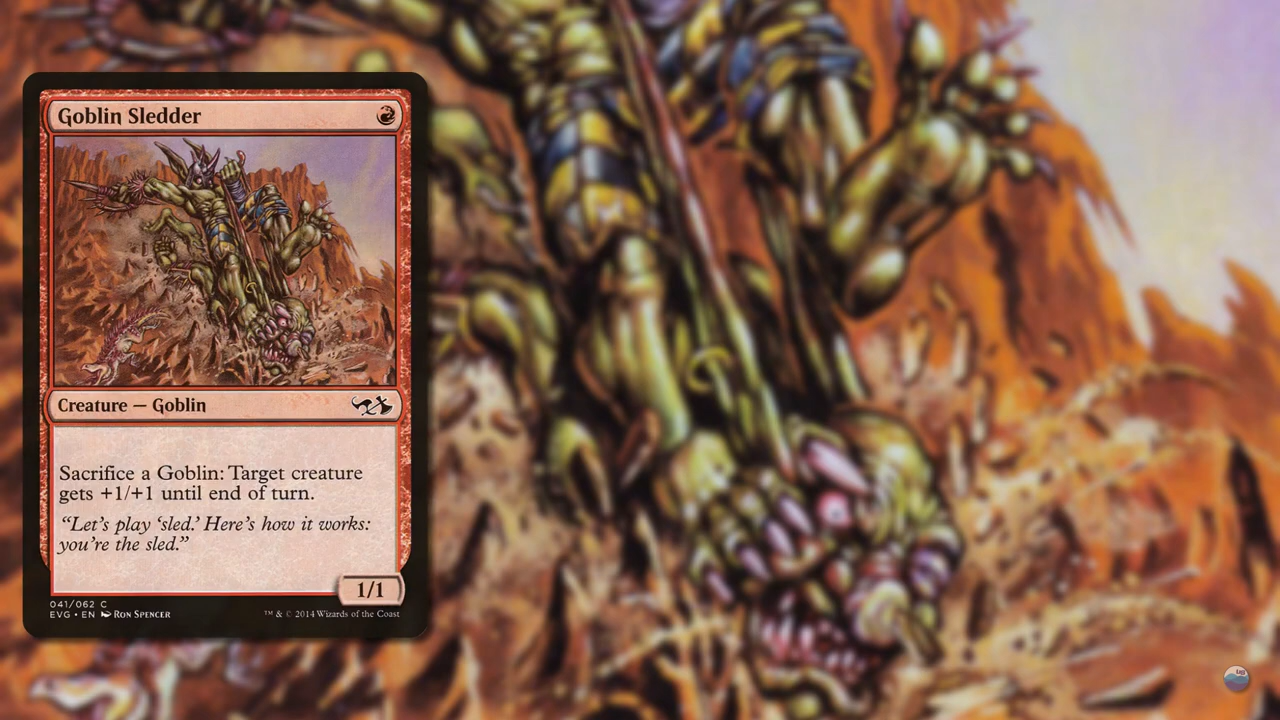 Goblin Sledder
Creature — Goblin
Sacrifice a Goblin: Target creature
gets +1/+1 until end of turn.
“Let’s play ‘sled.’ Here’s how it works:
you’re the sled.”
1/1
041/062 C
EVG • EN Ron Spencer
™ & © 2014 Wizards of the Coast